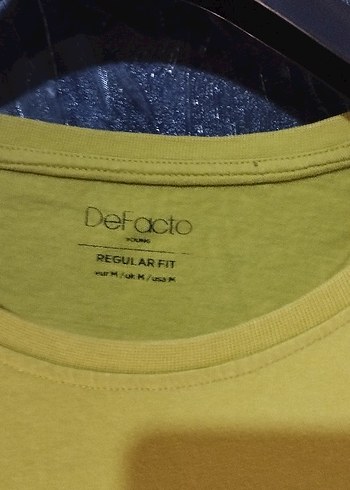 DeFacto
YOUNG
REGULAR FIT
eur M / uk M / usa M